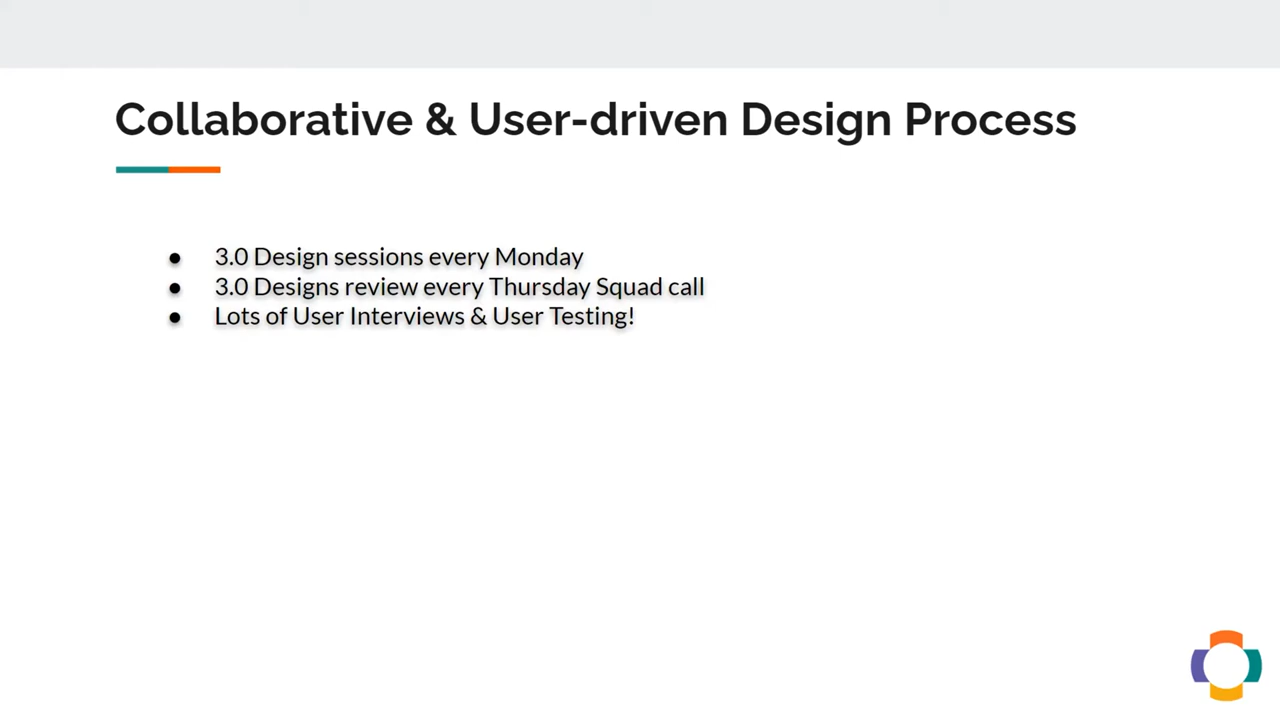 Collaborative & User-driven Design Process
● 3.0 Design sessions every Monday
● 3.0 Designs review every Thursday Squad call
● Lots of User Interviews & User Testing!